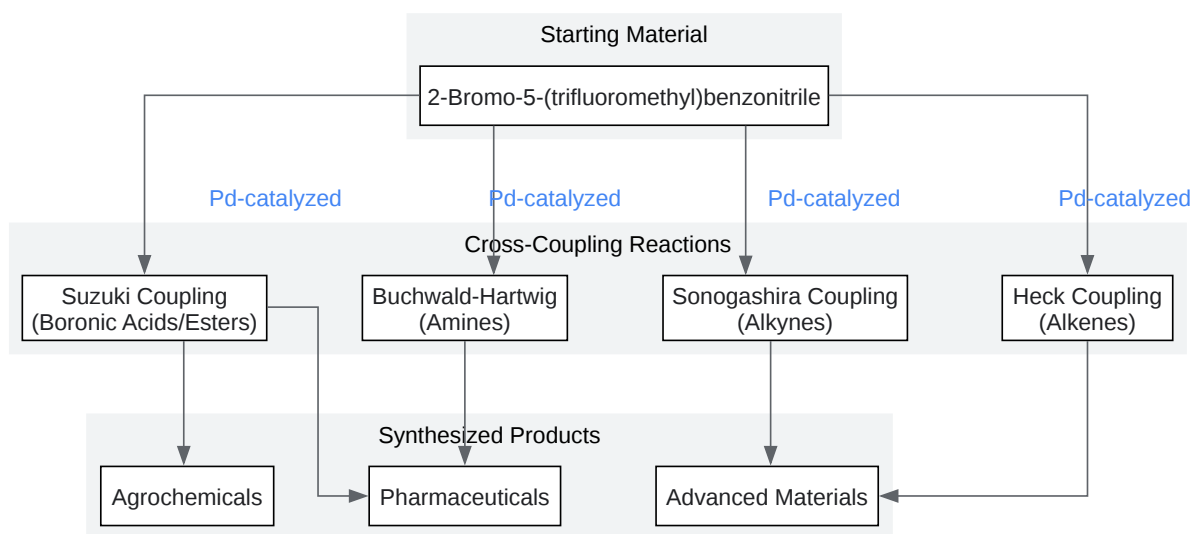 Starting Material
2-Bromo-5-(trifluoromethyl)benzonitrile
Pd-catalyzed
Pd-catalyzed
Pd-catalyzed
Pd-catalyzed
Cross-Coupling Reactions
Suzuki Coupling
(Boronic Acids/Esters)
Buchwald-Hartwig
(Amines)
Sonogashira Coupling
(Alkynes)
Heck Coupling
(Alkenes)
Synthesized Products
Agrochemicals
Pharmaceuticals
Advanced Materials